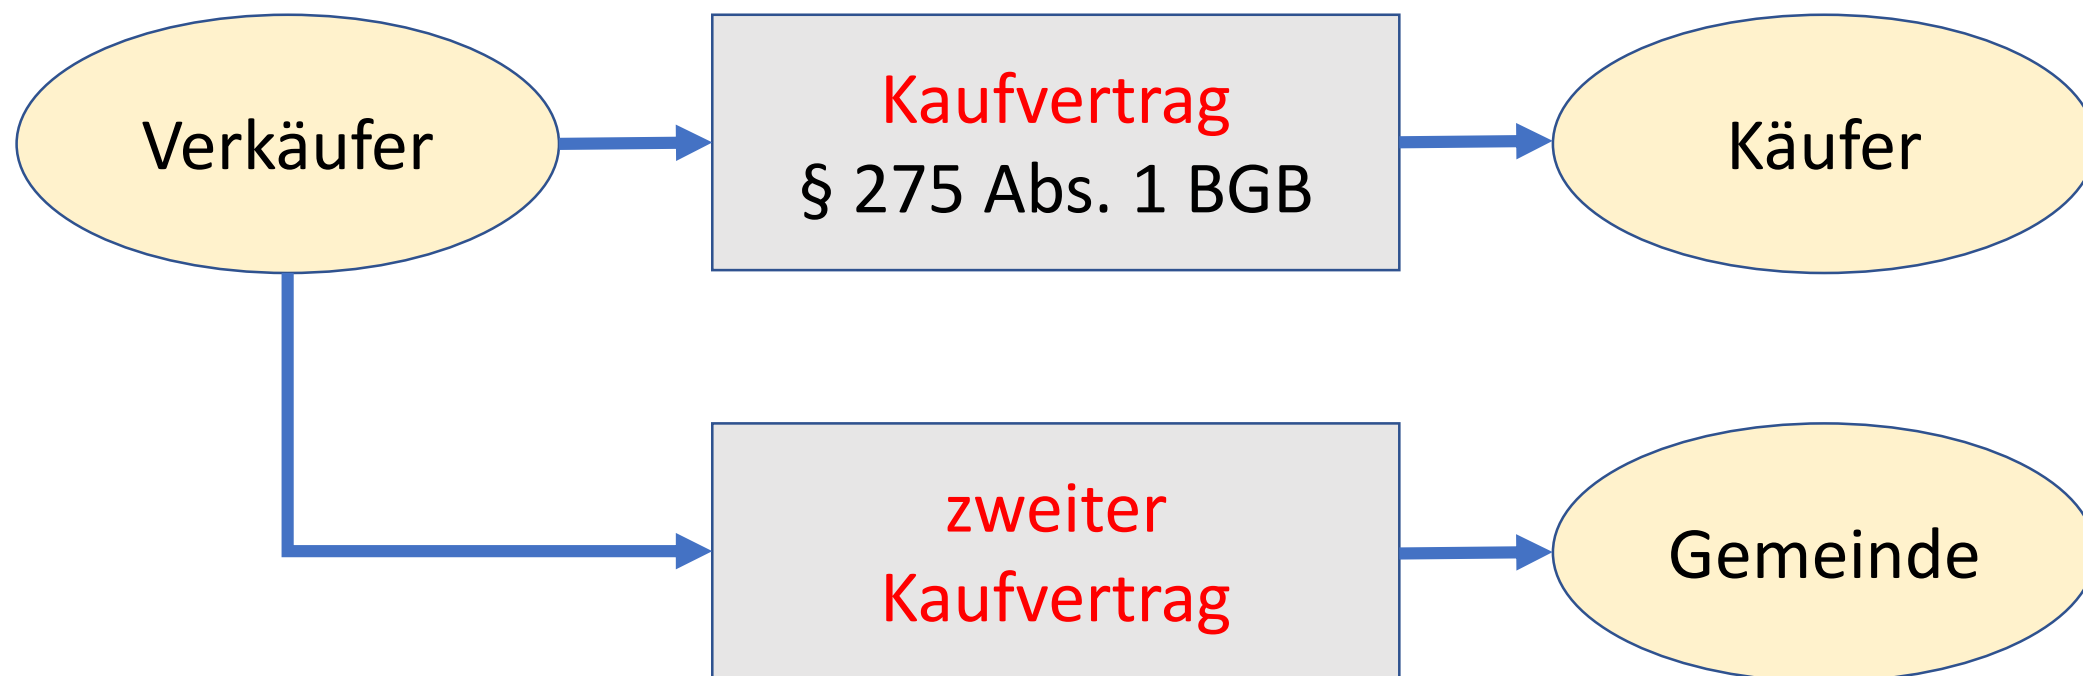 Verkäufer
Kaufvertrag
§ 275 Abs. 1 BGB
Käufer
zweiter
Kaufvertrag
Gemeinde